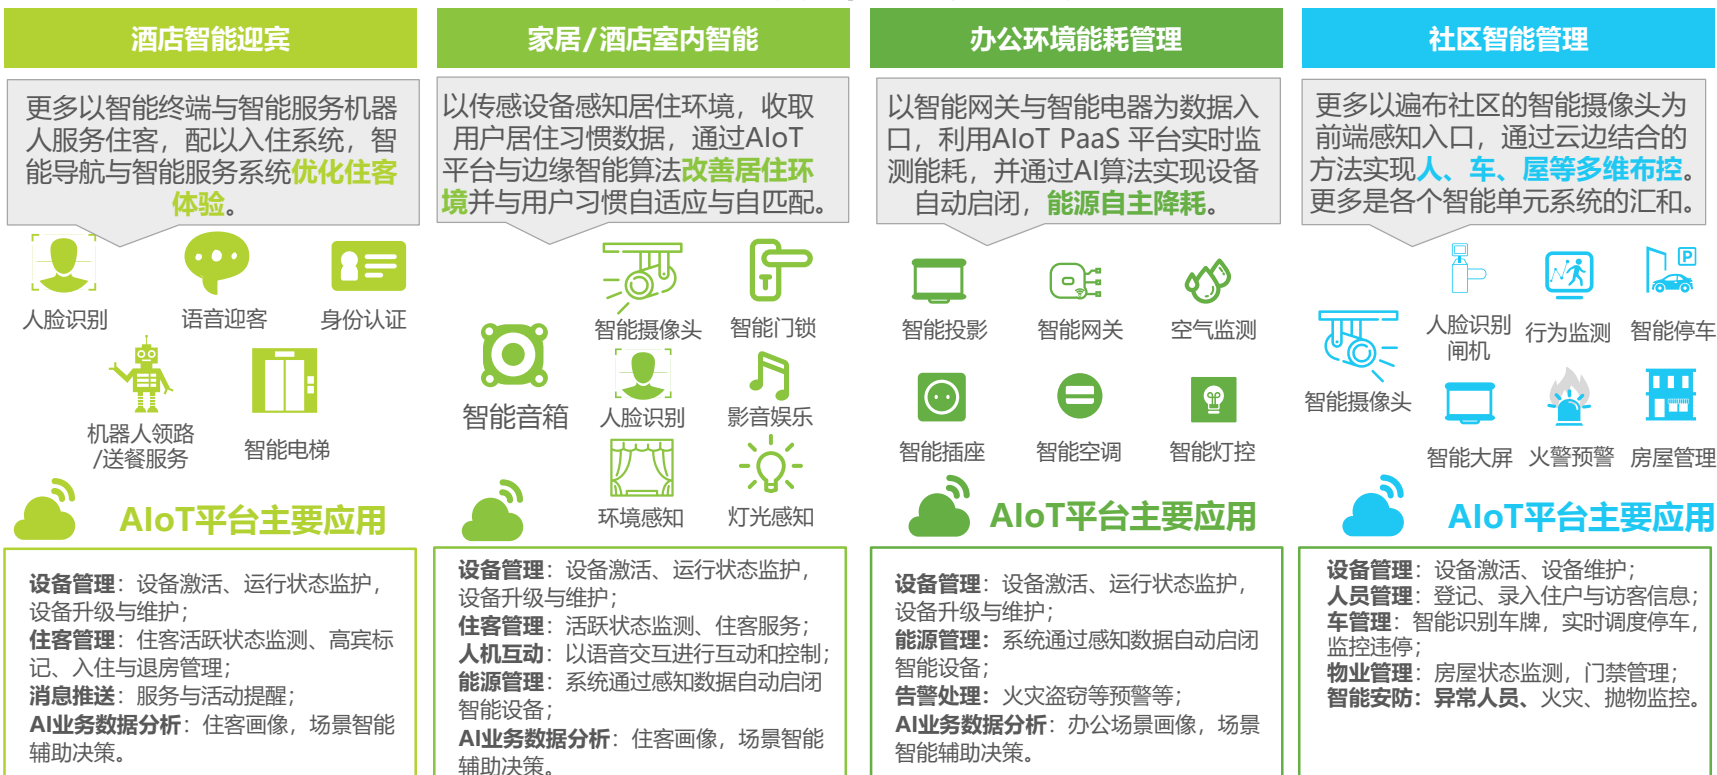 酒店智能迎宾
更多以智能终端与智能服务机器
人服务住客，配以入住系统，智
能导航与智能服务系统优化住客
体验。
人脸识别
语音迎客
身份认证
机器人领路
/送餐服务
智能电梯
AIoT平台主要应用
设备管理：设备激活、运行状态监护，
设备升级与维护；
住客管理：住客活跃状态监测、高宾标
记、入住与退房管理；
消息推送：服务与活动提醒；
AI业务数据分析：住客画像，场景智能
辅助决策。
家居/酒店室内智能
以传感设备感知居住环境，收取
用户居住习惯数据，通过AIoT
平台与边缘智能算法改善居住环
境并与用户习惯自适应与自匹配。
智能音箱
智能摄像头
智能门锁
人脸识别
影音娱乐
环境感知
灯光感知
设备管理：设备激活、运行状态监护，
设备升级与维护；
住客管理：活跃状态监测、住客服务；
人机互动：以语音交互进行互动和控制；
能源管理：系统通过感知数据自动启闭
智能设备；
AI业务数据分析：住客画像，场景智能
辅助决策。
办公环境能耗管理
以智能网关与智能电器为数据入
口，利用AIoT PaaS 平台实时监
测能耗，并通过AI算法实现设备
自动启闭，能源自主降耗。
智能投影
智能网关
空气监测
智能插座
智能空调
智能灯控
AIoT平台主要应用
设备管理：设备激活、运行状态监护，
设备升级与维护；
能源管理：系统通过感知数据自动启闭
智能设备；
告警处理：火灾盗窃等预警等；
AI业务数据分析：办公场景画像，场景
智能辅助决策。
社区智能管理
更多以遍布社区的智能摄像头为
前端感知入口，通过云边结合的
方法实现人、车、屋等多维布控。
更多是各个智能单元系统的汇和。
智能摄像头
人脸识别
闸机
行为监测
P
智能停车
智能大屏
火警预警
房屋管理
AIoT平台主要应用
设备管理：设备激活、设备维护；
人员管理：登记、录入住户与访客信息；
车管理：智能识别车牌，实时调度停车，
监控违停；
物业管理：房屋状态监测，门禁管理；
智能安防：异常人员、火灾、抛物监控。